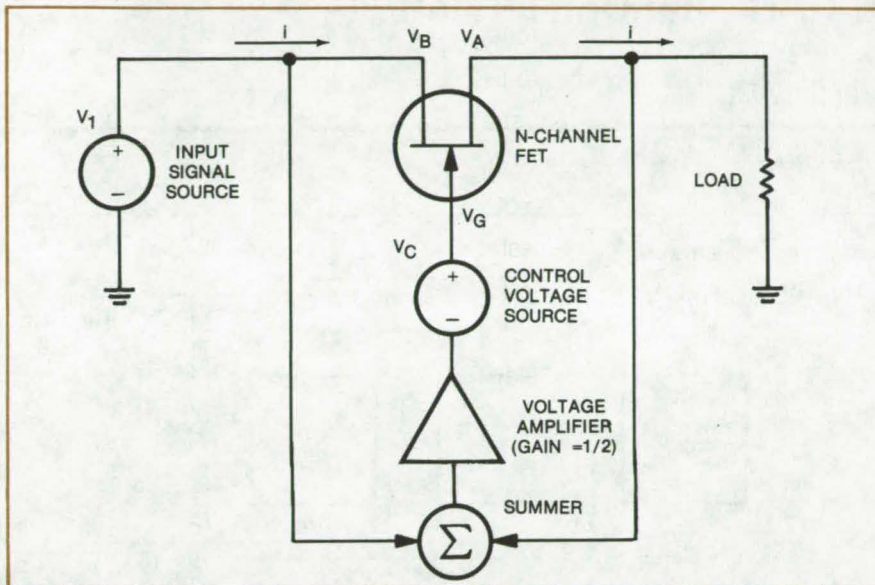 i
V_B
V_A
i
V_1
+
−
INPUT
SIGNAL
SOURCE
N-CHANNEL
FET
LOAD
V_G
V_C
+
−
CONTROL
VOLTAGE
SOURCE
VOLTAGE
AMPLIFIER
(GAIN =1/2)
SUMMER
Σ